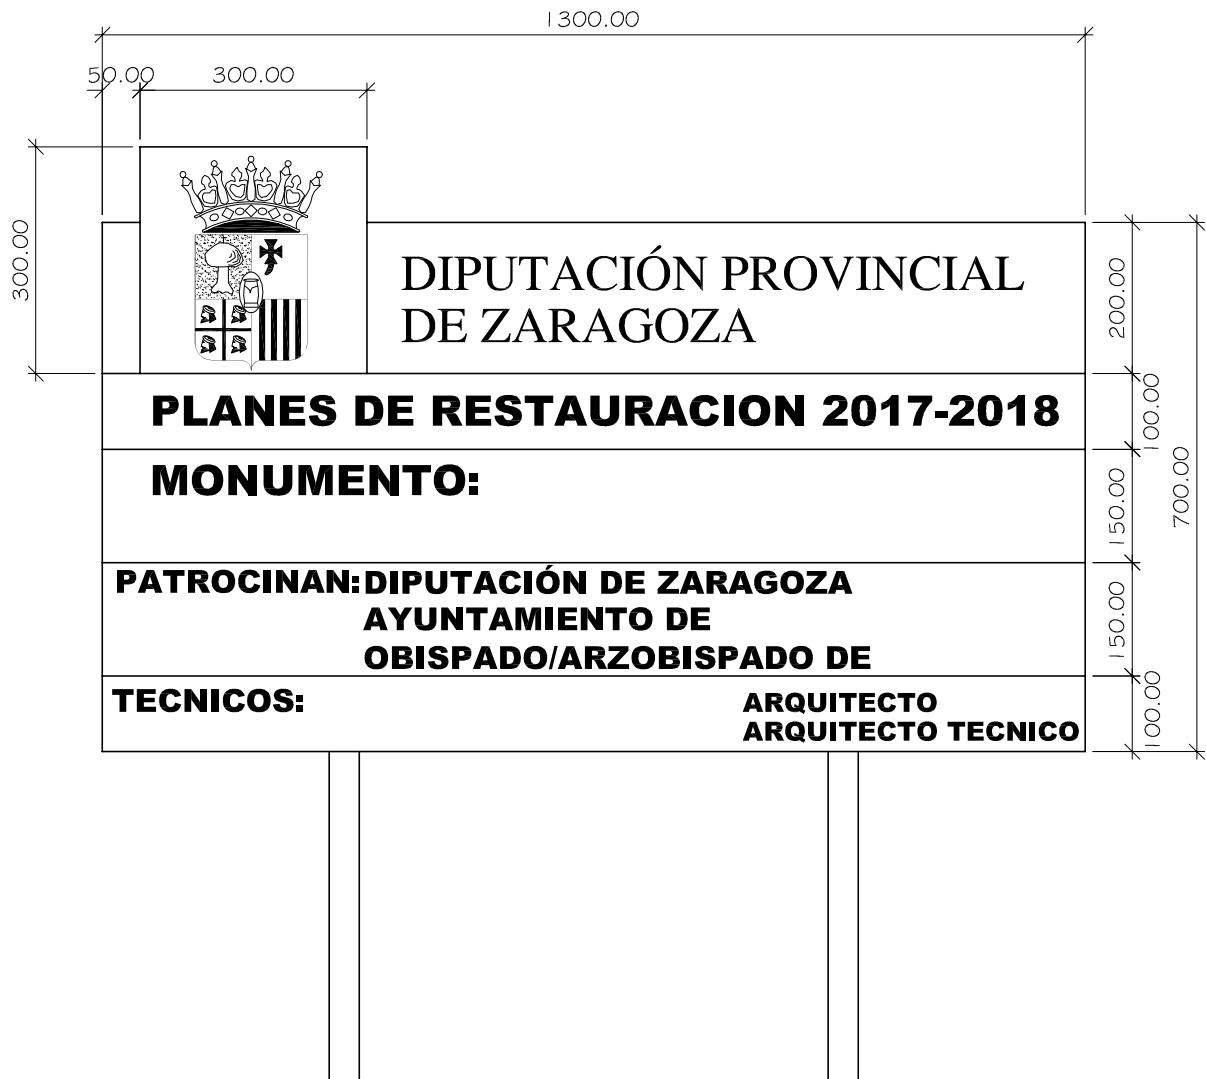 1300.00
50.00 300.00
300.00
DIPUTACIÓN PROVINCIAL
DE ZARAGOZA
200.00
PLANES DE RESTAURACION 2017-2018
100.00
MONUMENTO:
150.00
700.00
PATROCINAN: DIPUTACIÓN DE ZARAGOZA
AYUNTAMIENTO DE
OBISPADO/ARZOBISPADO DE
150.00
TECNICOS: ARQUITECTO
ARQUITECTO TECNICO
100.00